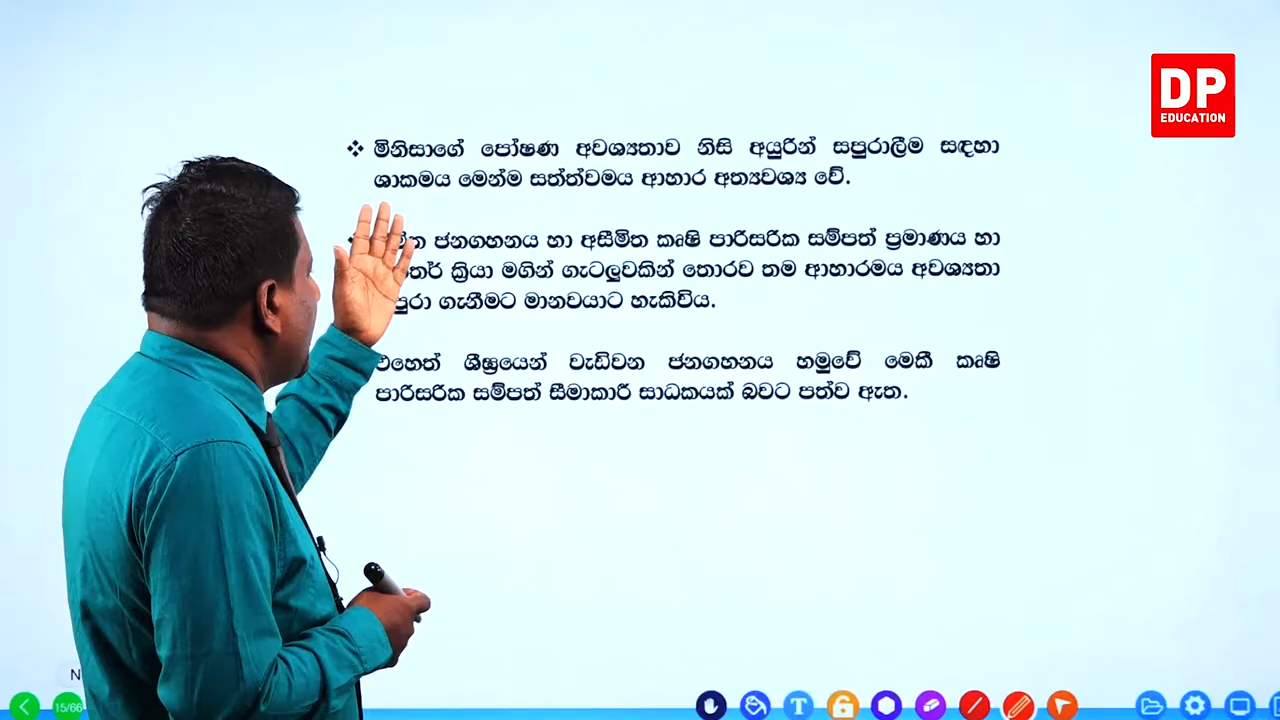 DP
EDUCATION
❖ මිනිසාගේ පෝෂණ අවශ්‍යතාව නිසි අයුරින් සපුරාලීම සඳහා
ශාකමය මෙන්ම සත්ත්වමය ආහාර අත්‍යවශ්‍ය වේ.
ජනගහනය හා අසීමිත කෘෂි පාරිසරික සම්පත් ප්‍රමාණය හා
ක්‍රියා මගින් ගැටලුවකින් තොරව තම ආහාරමය අවශ්‍යතා
ගැනීමට මානවයාට හැකිවිය.
එහෙත් ශීඝ්‍රයෙන් වැඩිවන ජනගහනය හමුවේ මෙකී කෘෂි
පාරිසරික සම්පත් සීමාකාරී සාධකයක් බවට පත්ව ඇත.
15/66